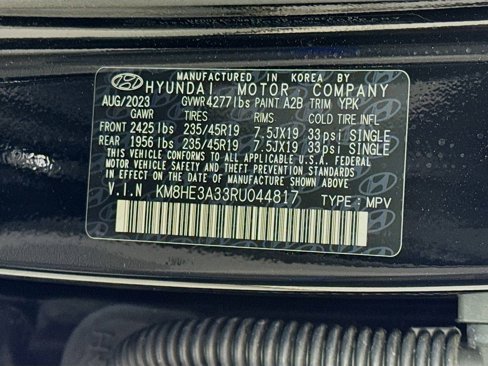 MANUFACTURED IN KOREA BY
HYUNDAI MOTOR COMPANY
AUG/2023 GVWR4277lbs PAINT A2B TRIM YPK
GAWR TIRES RIMS COLD TIRE INFL.
FRONT 2425lbs 235/45R19 7.5JX19 33psi SINGLE
REAR 1956lbs 235/45R19 7.5JX19 33psi SINGLE
THIS VEHICLE CONFORMS TO ALL APPLICABLE U.S.A. FEDERAL
MOTOR VEHICLE SAFETY AND THEFT PREVENTION STANDARDS IN
EFFECT ON THE DATE OF MANUFACTURE SHOWN ABOVE.
V.I.N KM8HE3A33RU044817 TYPE: MPV